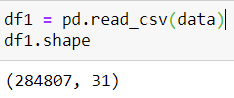 df1 = pd.read_csv(data)
df1.shape
(284807, 31)